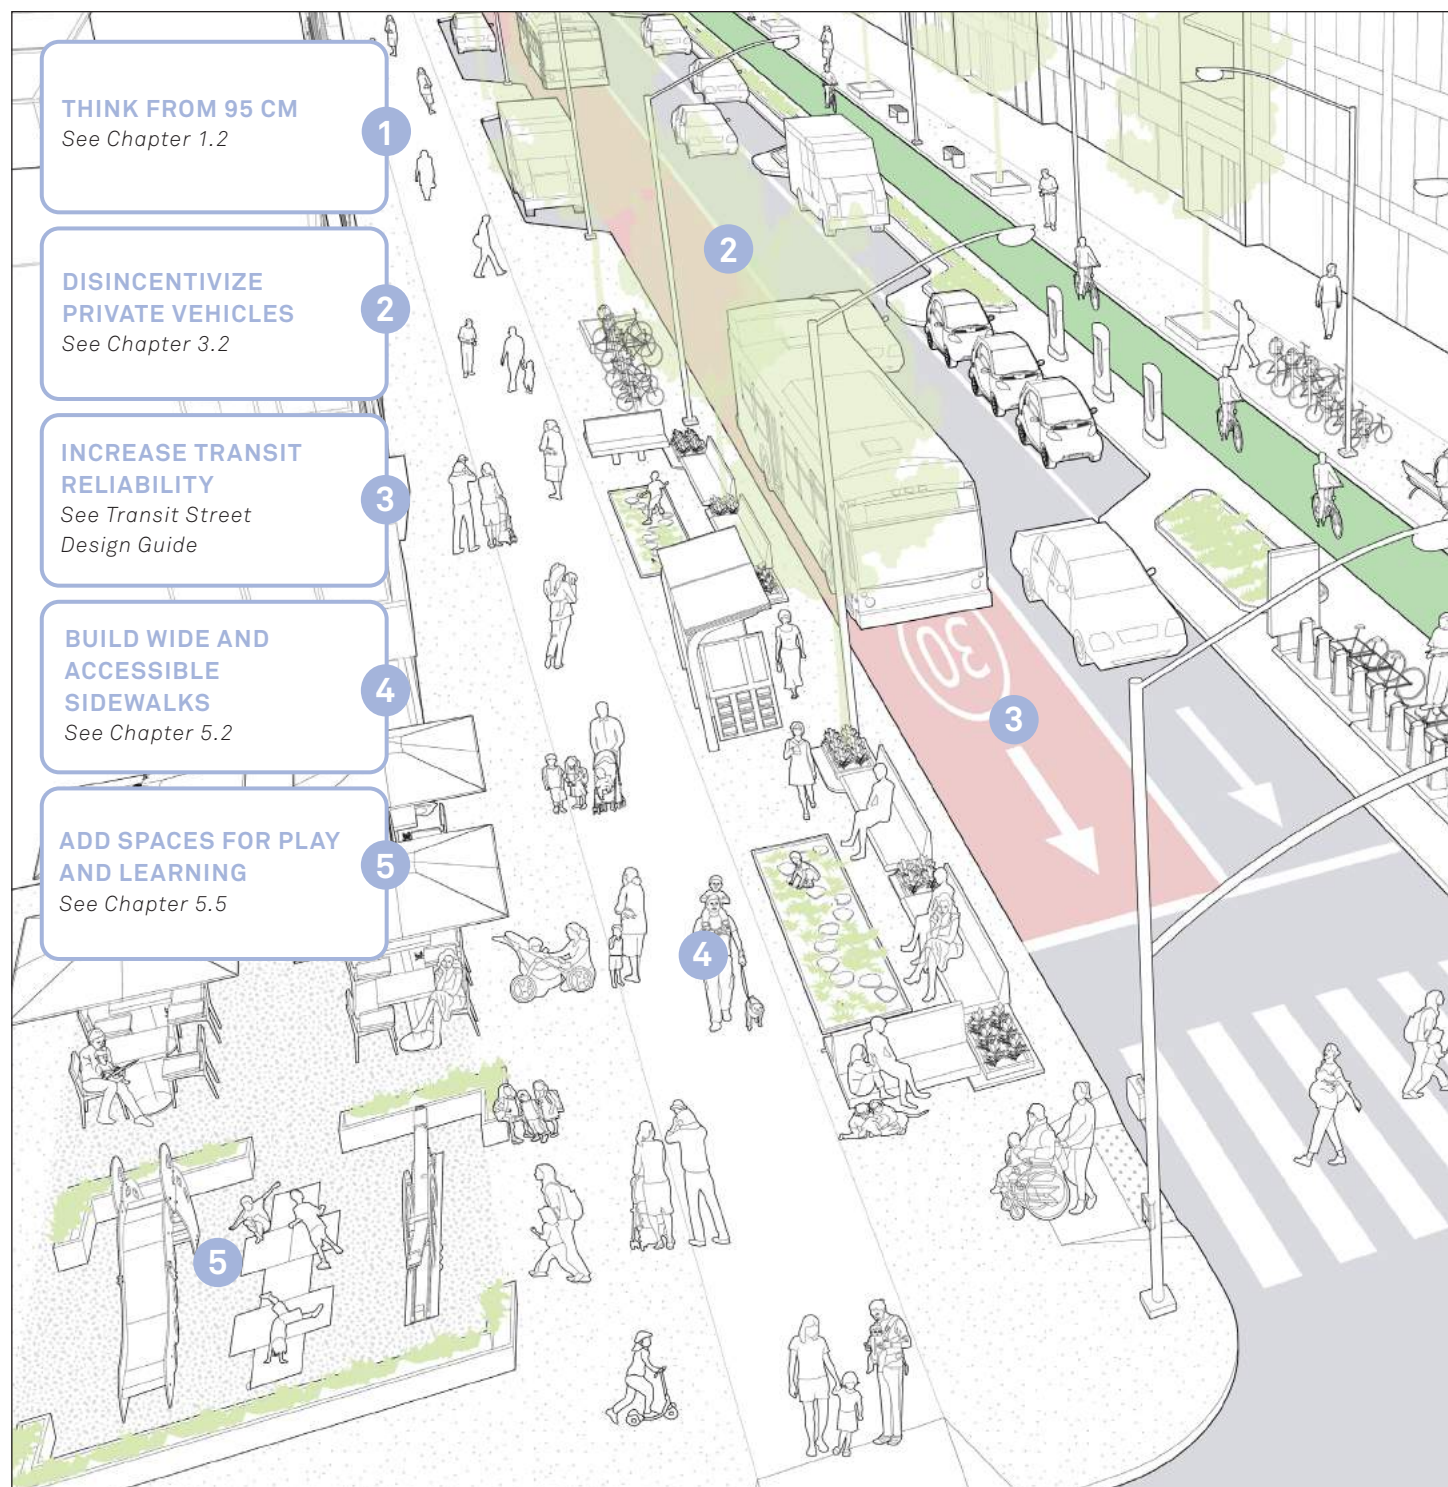 THINK FROM 95 CM
See Chapter 1.2
1
DISINCENTIVIZE
PRIVATE VEHICLES
See Chapter 3.2
2
INCREASE TRANSIT
RELIABILITY
See Transit Street
Design Guide
3
BUILD WIDE AND
ACCESSIBLE
SIDEWALKS
See Chapter 5.2
4
ADD SPACES FOR PLAY
AND LEARNING
See Chapter 5.5
5
2
30
3
4
5